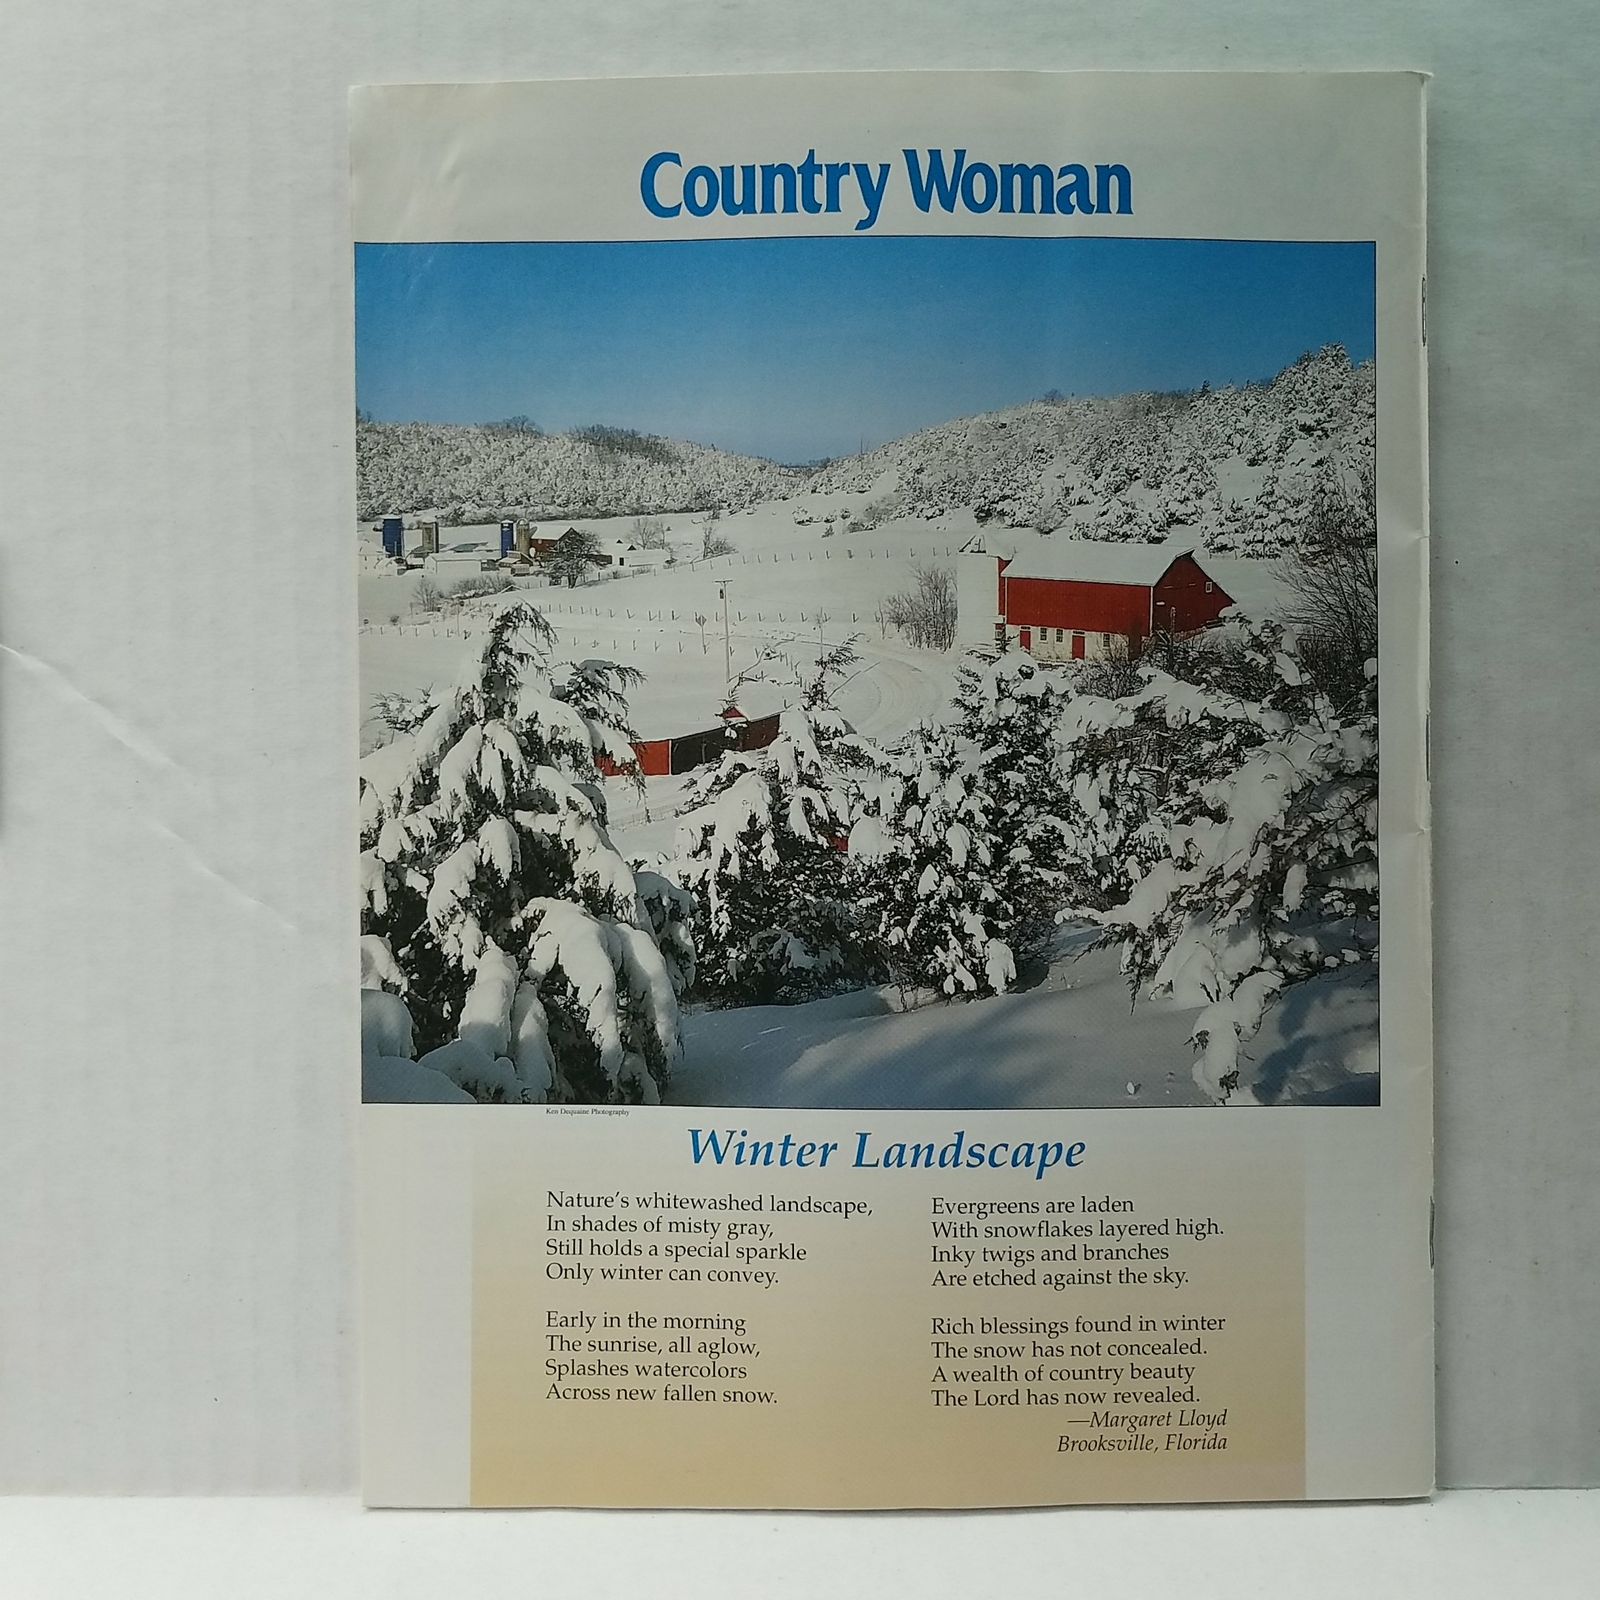 Country Woman
Ken Dequaine Photography
Winter Landscape
Nature's whitewashed landscape,
In shades of misty gray,
Still holds a special sparkle
Only winter can convey.
Early in the morning
The sunrise, all aglow,
Splashes watercolors
Across new fallen snow.
Evergreens are laden
With snowflakes layered high.
Inky twigs and branches
Are etched against the sky.
Rich blessings found in winter
The snow has not concealed.
A wealth of country beauty
The Lord has now revealed.
—Margaret Lloyd
Brooksville, Florida